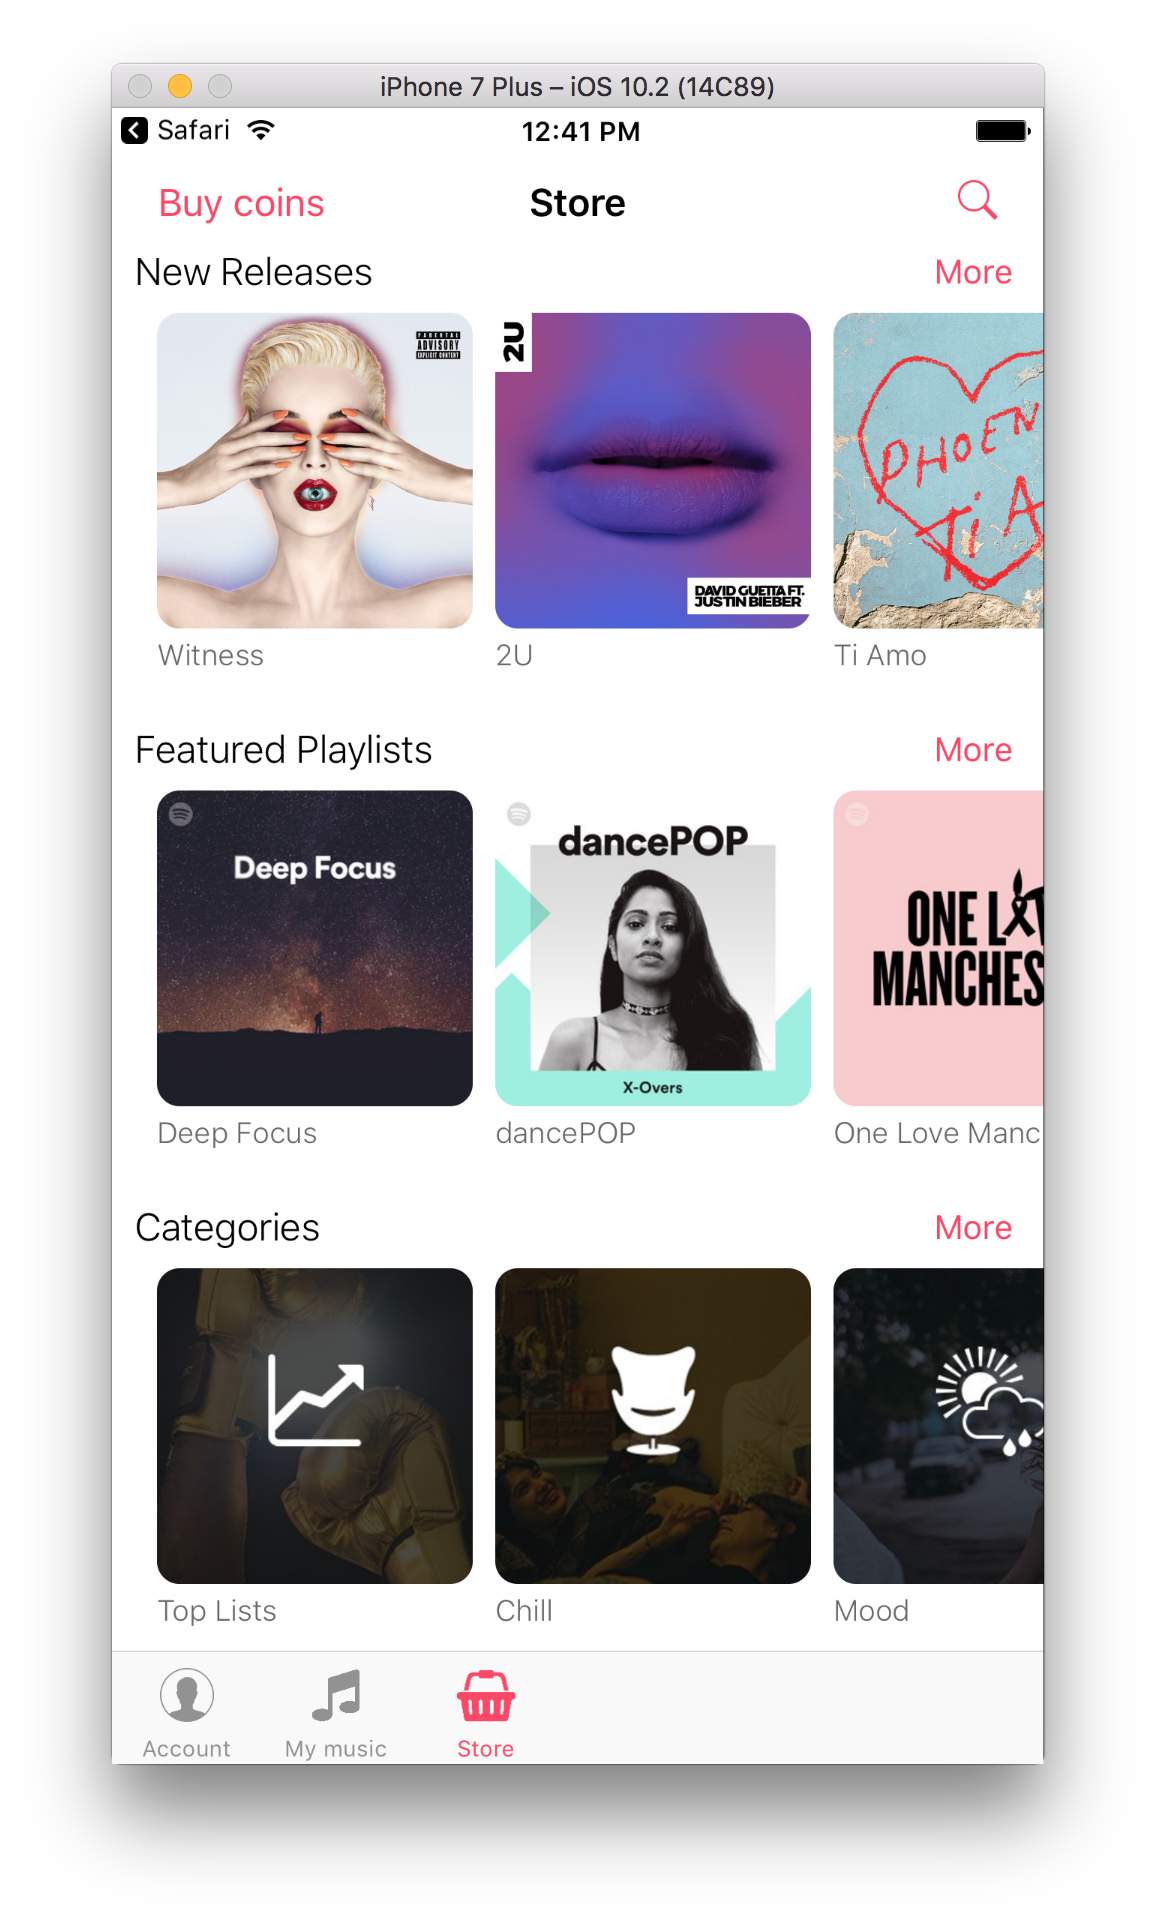 iPhone 7 Plus – iOS 10.2 (14C89)
Safari 12:41 PM
Buy coins Store
New Releases More
PARENTAL
ADVISORY
EXPLICIT CONTENT
2U
DAVID GUETTA FT.
JUSTIN BIEBER
PHOEN
Ti A
Witness 2U Ti Amo
Featured Playlists More
Deep Focus
dancePOP
X-Overs
ONE LOV
MANCHES
Deep Focus dancePOP One Love Manc
Categories More
Top Lists Chill Mood
Account My music Store